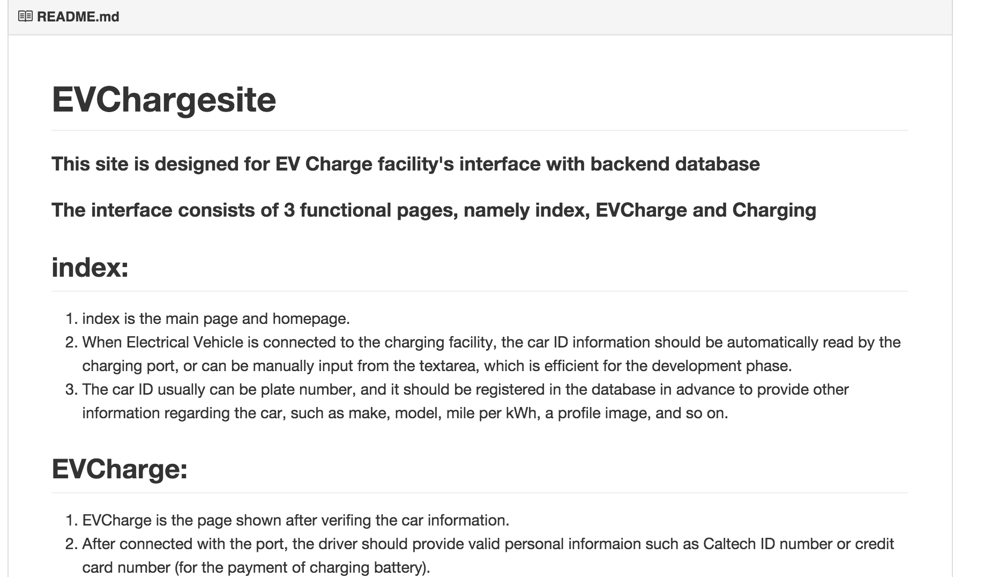 README.md
EVChargesite
This site is designed for EV Charge facility's interface with backend database
The interface consists of 3 functional pages, namely index, EVCharge and Charging
index:
1. index is the main page and homepage.
2. When Electrical Vehicle is connected to the charging facility, the car ID information should be automatically read by the
charging port, or can be manually input from the textarea, which is efficient for the development phase.
3. The car ID usually can be plate number, and it should be registered in the database in advance to provide other
information regarding the car, such as make, model, mile per kWh, a profile image, and so on.
EVCharge:
1. EVCharge is the page shown after verifing the car information.
2. After connected with the port, the driver should provide valid personal informaion such as Caltech ID number or credit
card number (for the payment of charging battery).